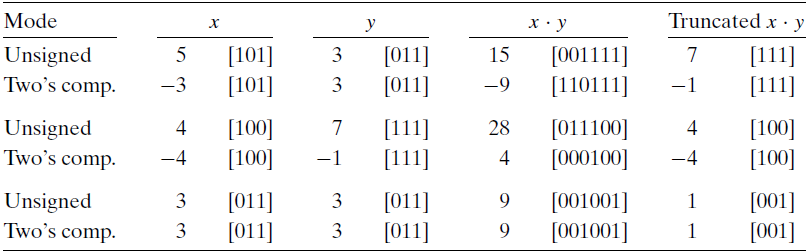 Mode x y x · y Truncated x · y
Unsigned 5 [101] 3 [011] 15 [001111] 7 [111]
Two’s comp. −3 [101] 3 [011] −9 [110111] −1 [111]
Unsigned 4 [100] 7 [111] 28 [011100] 4 [100]
Two’s comp. −4 [100] −1 [111] 4 [000100] −4 [100]
Unsigned 3 [011] 3 [011] 9 [001001] 1 [001]
Two’s comp. 3 [011] 3 [011] 9 [001001] 1 [001]